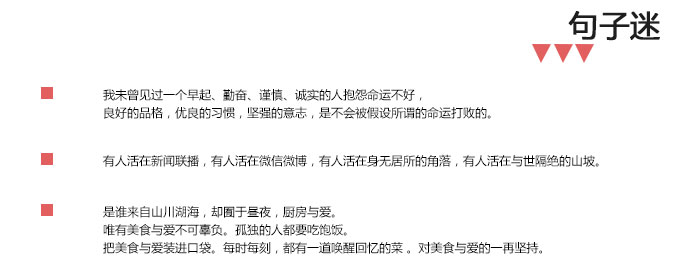 句子迷
我未曾见过一个早起、勤奋、谨慎、诚实的人抱怨命运不好，
良好的品格，优良的习惯，坚强的意志，是不会被假设所谓的命运打败的。
有人活在新闻联播，有人活在微信微博，有人活在身无居所的角落，有人活在与世隔绝的山坡。
是谁来自山川湖海，却囿于昼夜，厨房与爱。
唯有美食与爱不可辜负。孤独的人都要吃饱饭。
把美食与爱装进口袋。每时每刻，都有一道唤醒回忆的菜 。对美食与爱的一再坚持。